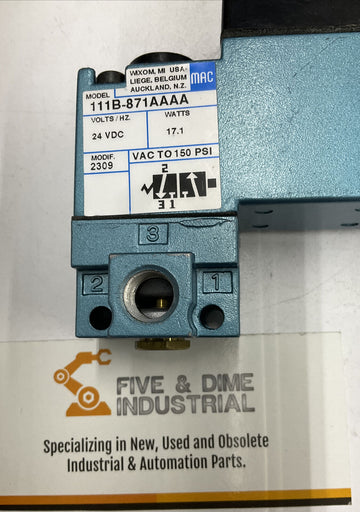 WIXOM, MI USA-
LIEGE, BELGIUM
AUCKLAND, N.Z.
MAC
MODEL
111B-871AAAA
VOLTS/HZ. WATTS
24 VDC 17.1
MODIF. VAC TO 150 PSI
2309
2
3 1
3
2 1
FIVE & DIME
INDUSTRIAL
Specializing in New, Used and Obsolete
Industrial & Automation Parts.